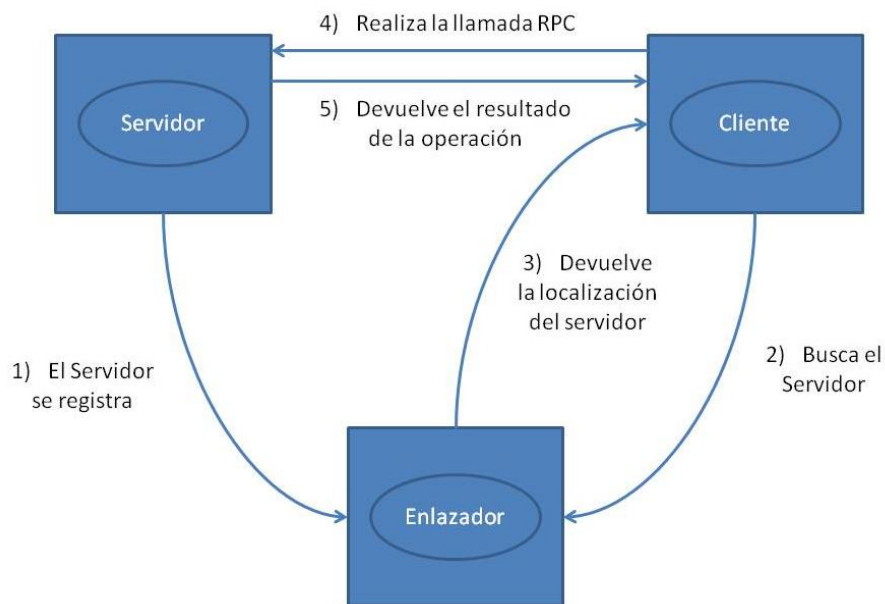 4) Realiza la llamada RPC
Servidor
Cliente
5) Devuelve el resultado
de la operación
3) Devuelve
la localización
del servidor
1) El Servidor
se registra
2) Busca el
Servidor
Enlazador